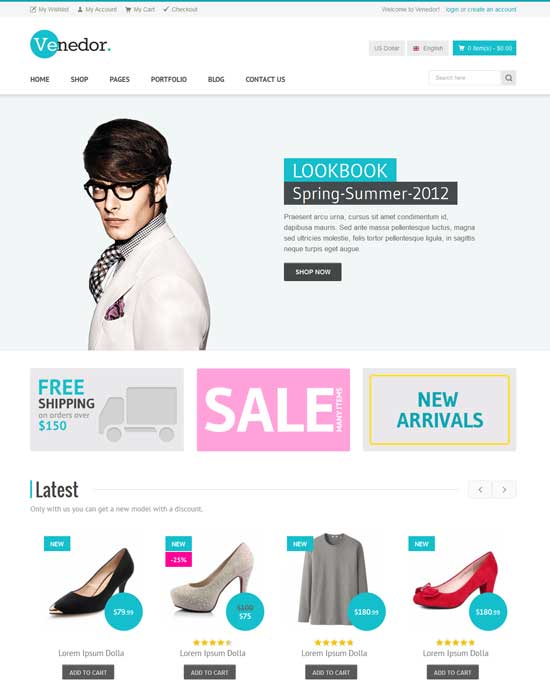 My Wishlist My Account My Cart Checkout Welcome to Venedor! login or create an account
Venedor.
US Dollar English 0 item(s) - $0.00
HOME SHOP PAGES PORTFOLIO BLOG CONTACT US Search here
LOOKBOOK
Spring-Summer-2012
Praesent arcu urna, cursus sit amet condimentum id,
dapibusa mauris. Sed ante massa pellentesque luctus, magna
sed ultricies molestie, felis tortor pellentesque ligula, in sagittis
neque turpis eget augue.
SHOP NOW
FREE
SHIPPING
on orders over
$150
SALE
MANY ITEMS
NEW
ARRIVALS
Latest
Only with us you can get a new model with a discount.
NEW NEW NEW NEW
-25%
$79.99 $100 $180.99 $180.99
$75
Lorem Ipsum Dolla Lorem Ipsum Dolla Lorem Ipsum Dolla Lorem Ipsum Dolla
ADD TO CART ADD TO CART ADD TO CART ADD TO CART